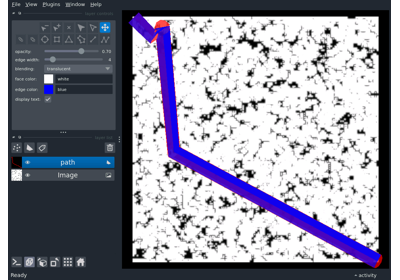 File View Plugins Window Help
opacity: 0.70
edge width: 4
blending: translucent
face color: white
edge color: blue
display text: ✓
path
Image
Ready
activity